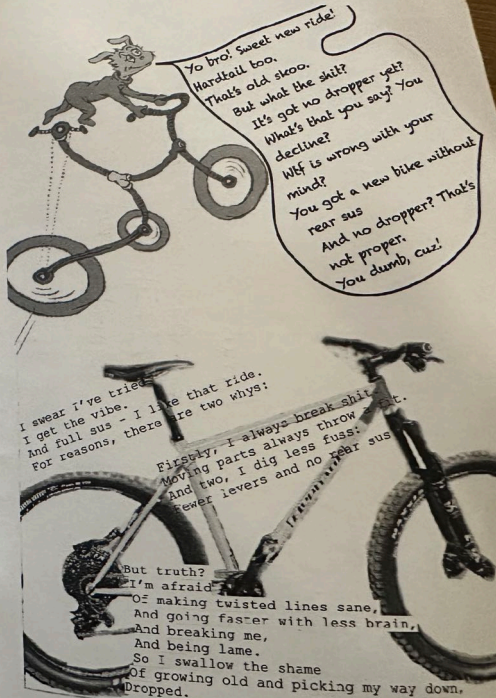 Yo bro! Sweet new ride!
Hardtail too.
That's old skoo.
But what the shit?
It's got no dropper yet?
What's that you say? You
decline?
Wtf is wrong with your
mind?
You got a new bike without
rear sus
And no dropper? That's
not proper.
You dumb, cuz!
I swear i've tried
I get the vibe.
And full sus - I like that ride.
For reasons, there are two whys:
Firstly, I always break shit,
Moving parts always throw a fit.
And two, I dig less fuss:
Fewer levers and no rear sus
But truth?
I'm afraid
Of making twisted lines sane,
And going faster with less brain,
And breaking me,
And being lame.
So I swallow the shame
Of growing old and picking my way down,
Dropped.